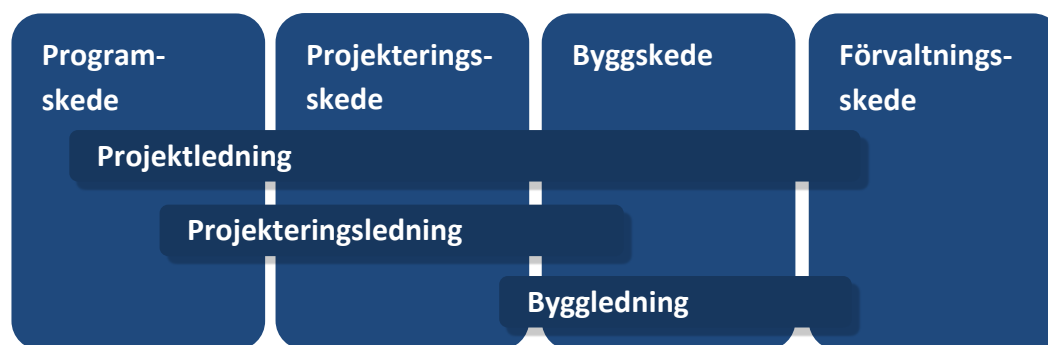 Program-
skede
Projekterings-
skede
Byggskede
Förvaltnings-
skede
Projektledning
Projekteringsledning
Byggledning